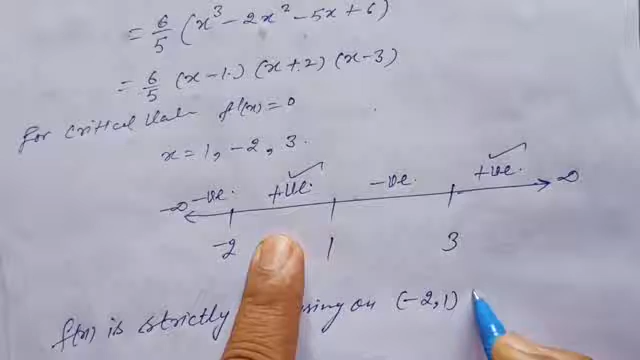 = 6/5 (x³ - 2x² - 5x + 6)
= 6/5 (x-1) (x+2) (x-3)
for critical f'(x) = 0
x = 1, -2, 3.
-∞ -ve. +ve. -ve. +ve. ∞
-2 1 3
f(x) is strictly on (-2, 1)